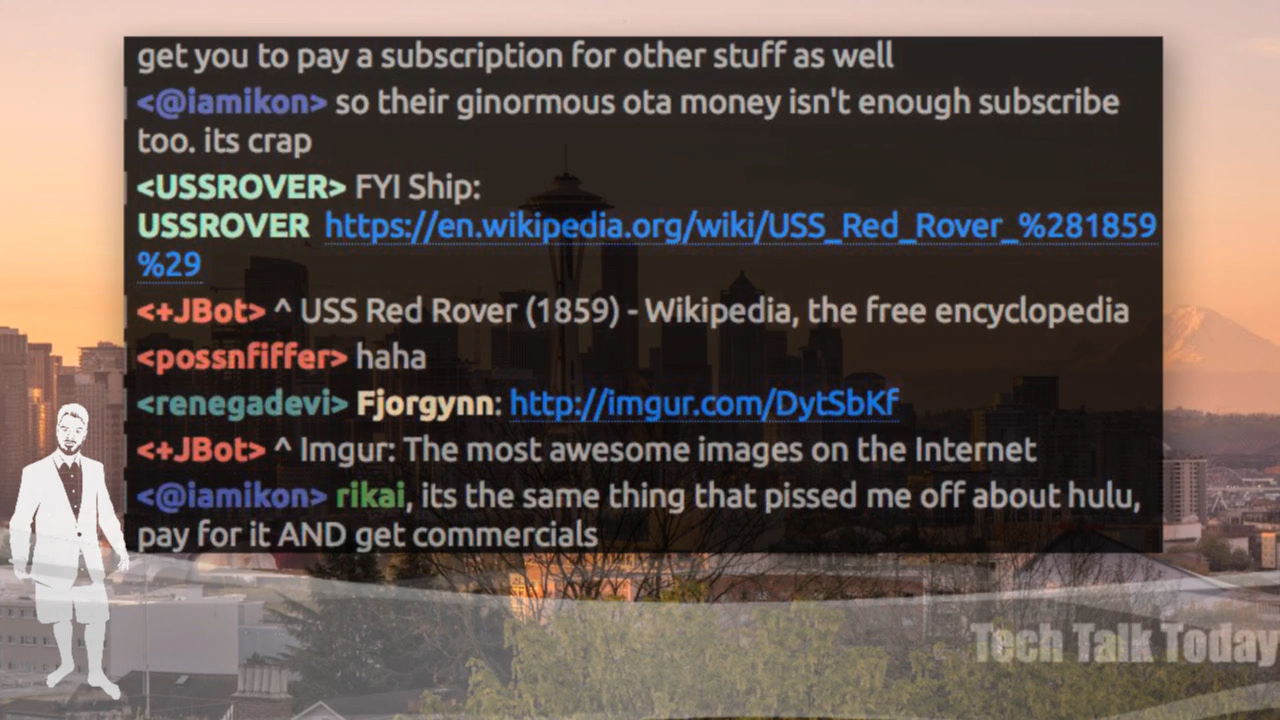 get you to pay a subscription for other stuff as well
<@iamikon> so their ginormous ota money isn't enough subscribe
too. its crap
<USSROVER> FYI Ship:
USSROVER https://en.wikipedia.org/wiki/USS_Red_Rover_%281859
%29
<+JBot> ^ USS Red Rover (1859) - Wikipedia, the free encyclopedia
<possnfiffer> haha
<renegadevi> Fjorgynn: http://imgur.com/DytSbKf
<+JBot> ^ Imgur: The most awesome images on the Internet
<@iamikon> rikai, its the same thing that pissed me off about hulu,
pay for it AND get commercials
Tech Talk Today